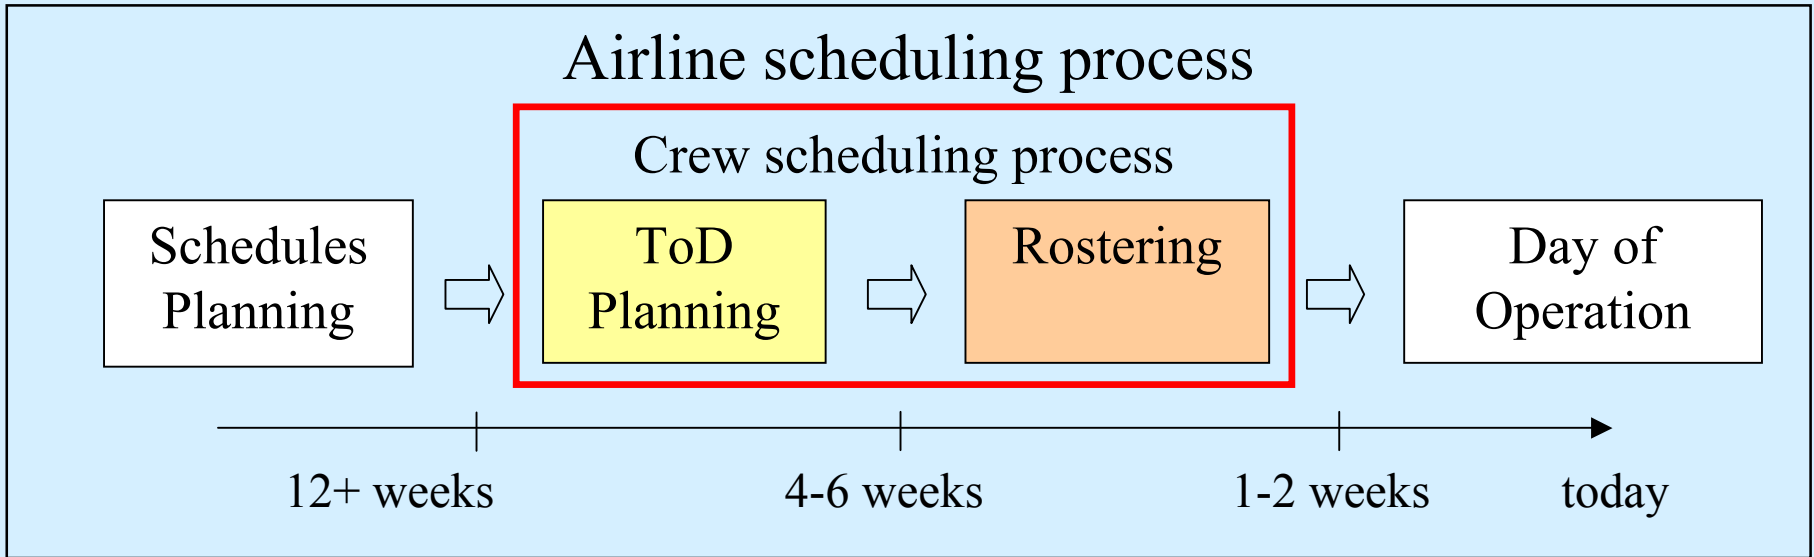 Airline scheduling process
Crew scheduling process
Schedules
Planning
ToD
Planning
Rostering
Day of
Operation
12+ weeks
4-6 weeks
1-2 weeks
today